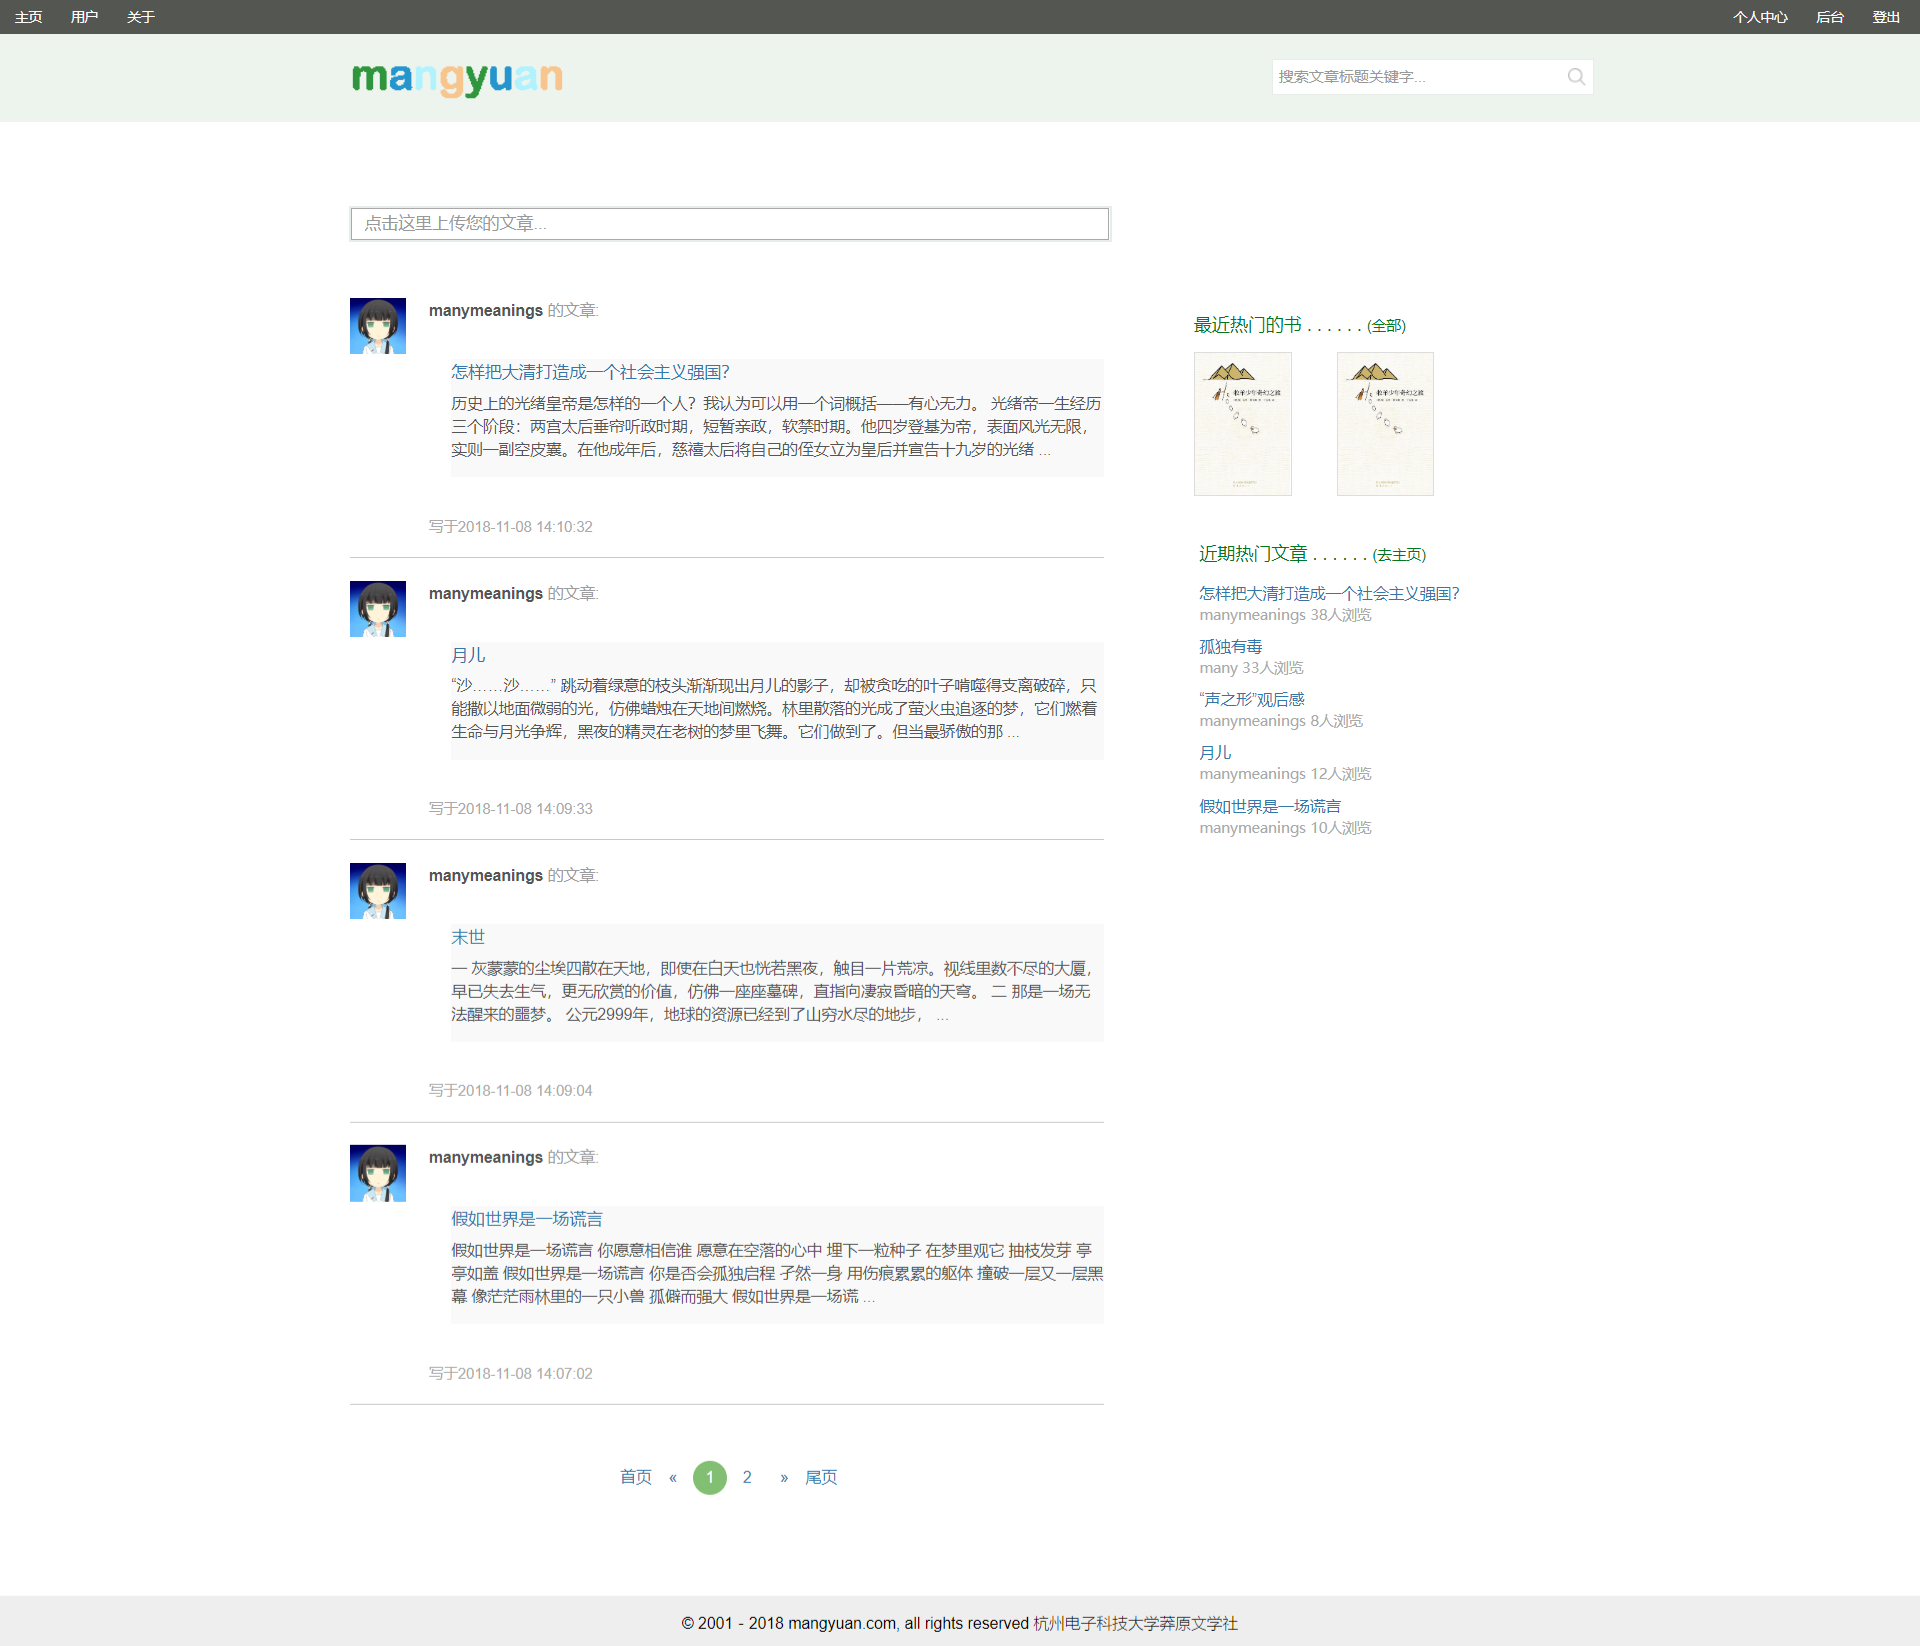 主页 用户 关于 个人中心 后台 登出
mangyuan
搜索文章标题关键字...
点击这里上传您的文章...
manymeanings 的文章:
怎样把大清打造成一个社会主义强国?
历史上的光绪皇帝是怎样的一个人？我认为可以用一个词概括——有心无力。 光绪帝一生经历
三个阶段：两宫太后垂帘听政时期，短暂亲政，软禁时期。他四岁登基为帝，表面风光无限，
实则一副空皮囊。在他成年后，慈禧太后将自己的侄女立为皇后并宣告十九岁的光绪 ...
写于2018-11-08 14:10:32
manymeanings 的文章:
月儿
“沙……沙……” 跳动着绿意的枝头渐渐现出月儿的影子，却被贪吃的叶子啃噬得支离破碎，只
能撒以地面微弱的光，仿佛蜡烛在天地间燃烧。林里散落的光成了萤火虫追逐的梦，它们燃着
生命与月光争辉，黑夜的精灵在老树的梦里飞舞。它们做到了。但当最骄傲的那 ...
写于2018-11-08 14:09:33
manymeanings 的文章:
末世
一 灰蒙蒙的尘埃四散在天地，即使在白天也恍若黑夜，触目一片荒凉。视线里数不尽的大厦，
早已失去生气，更无欣赏的价值，仿佛一座座墓碑，直指向凄寂昏暗的天穹。 二 那是一场无
法醒来的噩梦。 公元2999年，地球的资源已经到了山穷水尽的地步， ...
写于2018-11-08 14:09:04
manymeanings 的文章:
假如世界是一场谎言
假如世界是一场谎言 你愿意相信谁 愿意在空落的心中 埋下一粒种子 在梦里观它 抽枝发芽 亭
亭如盖 假如世界是一场谎言 你是否会孤独启程 孑然一身 用伤痕累累的躯体 撞破一层又一层黑
幕 像茫茫雨林里的一只小兽 孤僻而强大 假如世界是一场谎 ...
写于2018-11-08 14:07:02
首页 « 1 2 » 尾页
最近热门的书 . . . . . . (全部)
牧羊少年奇幻之旅
牧羊少年奇幻之旅
近期热门文章 . . . . . . (去主页)
怎样把大清打造成一个社会主义强国?
manymeanings 38人浏览
孤独有毒
many 33人浏览
“声之形”观后感
manymeanings 8人浏览
月儿
manymeanings 12人浏览
假如世界是一场谎言
manymeanings 10人浏览
© 2001 - 2018 mangyuan.com, all rights reserved 杭州电子科技大学莽原文学社